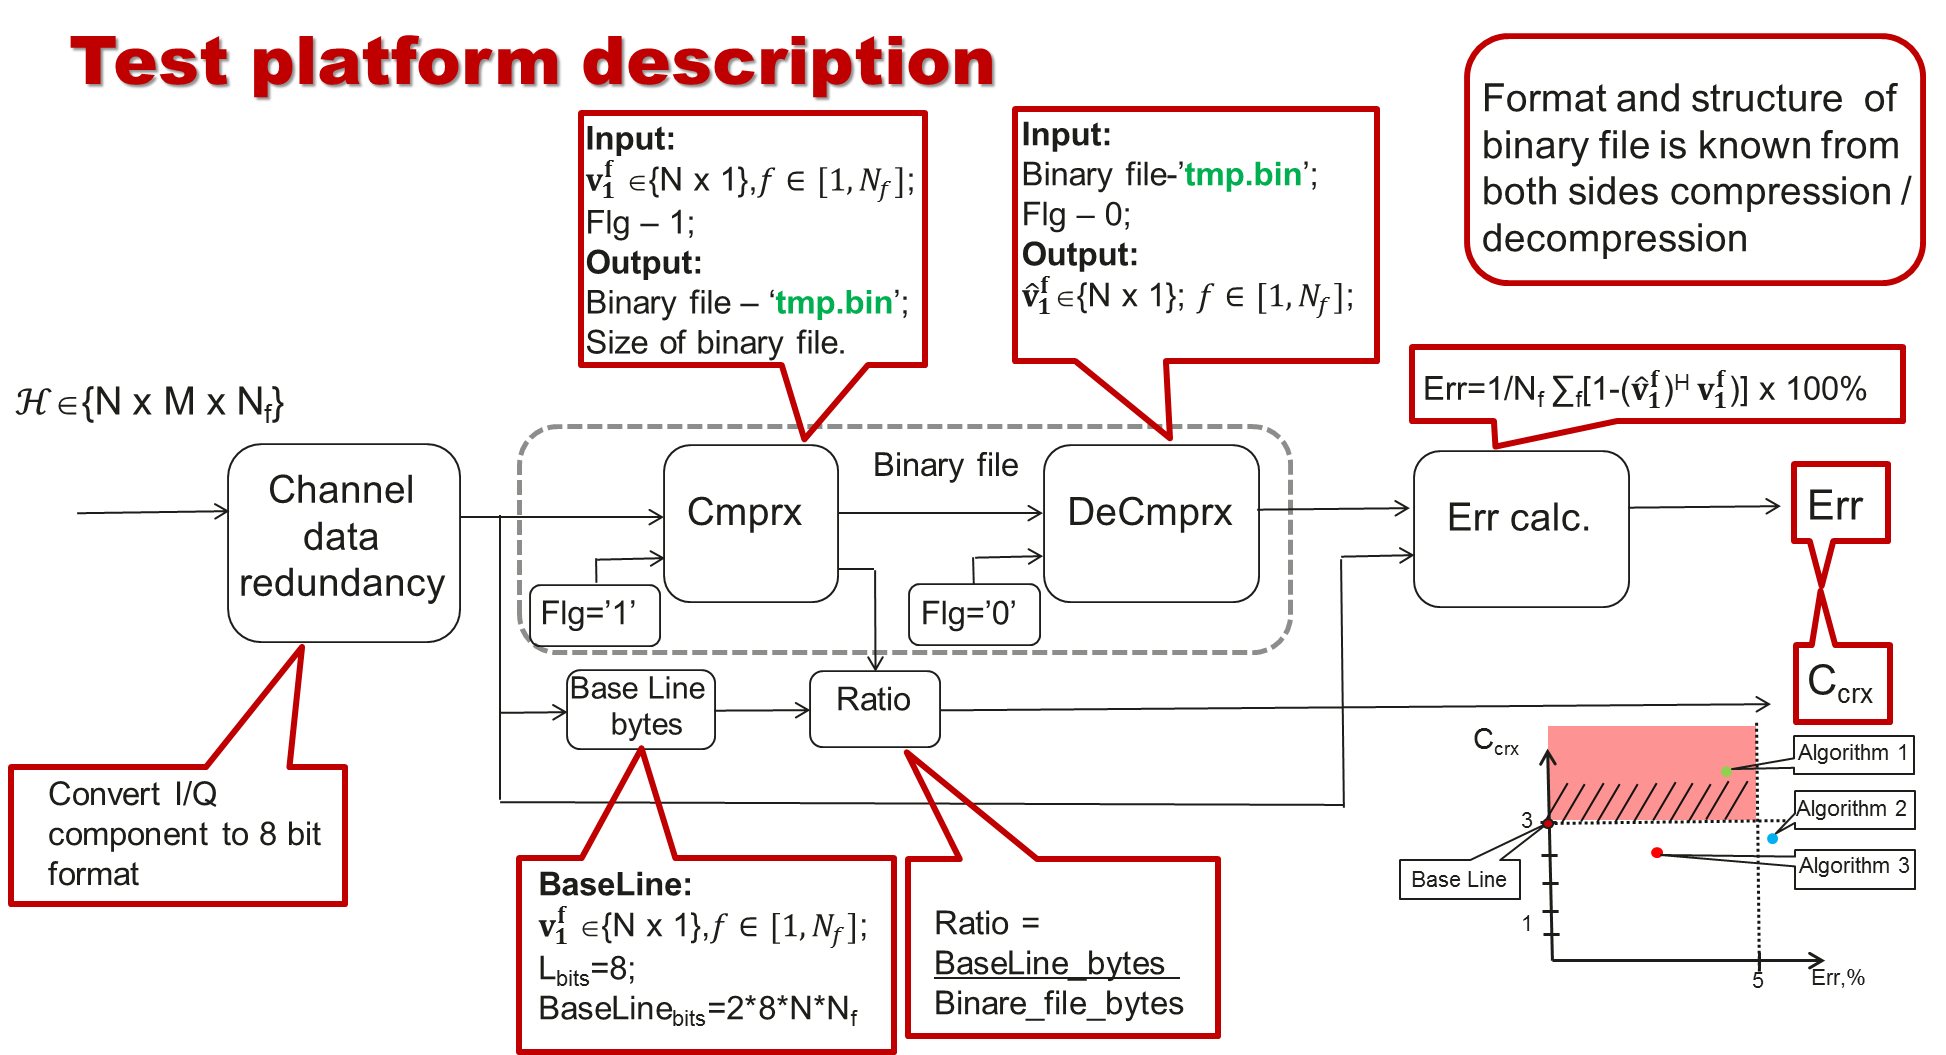 Test platform description
Input:
v₁ᶠ ∈{N x 1},f ∈ [1, N_f];
Flg – 1;
Output:
Binary file – ‘tmp.bin’;
Size of binary file.
Input:
Binary file-’tmp.bin’;
Flg – 0;
Output:
v̂₁ᶠ∈{N x 1}; f ∈ [1, N_f];
Format and structure of
binary file is known from
both sides compression /
decompression
ℋ ∈{N x M x N_f}
Err=1/N_f ∑_f[1-(v̂₁ᶠ)ᴴ v₁ᶠ)] x 100%
Channel
data
redundancy
Cmprx
Binary file
DeCmprx
Err calc.
Err
Flg=’1’
Flg=’0’
Base Line
bytes
Ratio
C_crx
Convert I/Q
component to 8 bit
format
BaseLine:
v₁ᶠ ∈{N x 1},f ∈ [1, N_f];
L_bits=8;
BaseLine_bits=2*8*N*N_f
Ratio =
BaseLine_bytes
Binare_file_bytes
C_crx
Algorithm 1
Algorithm 2
3
Algorithm 3
Base Line
1
5
Err,%